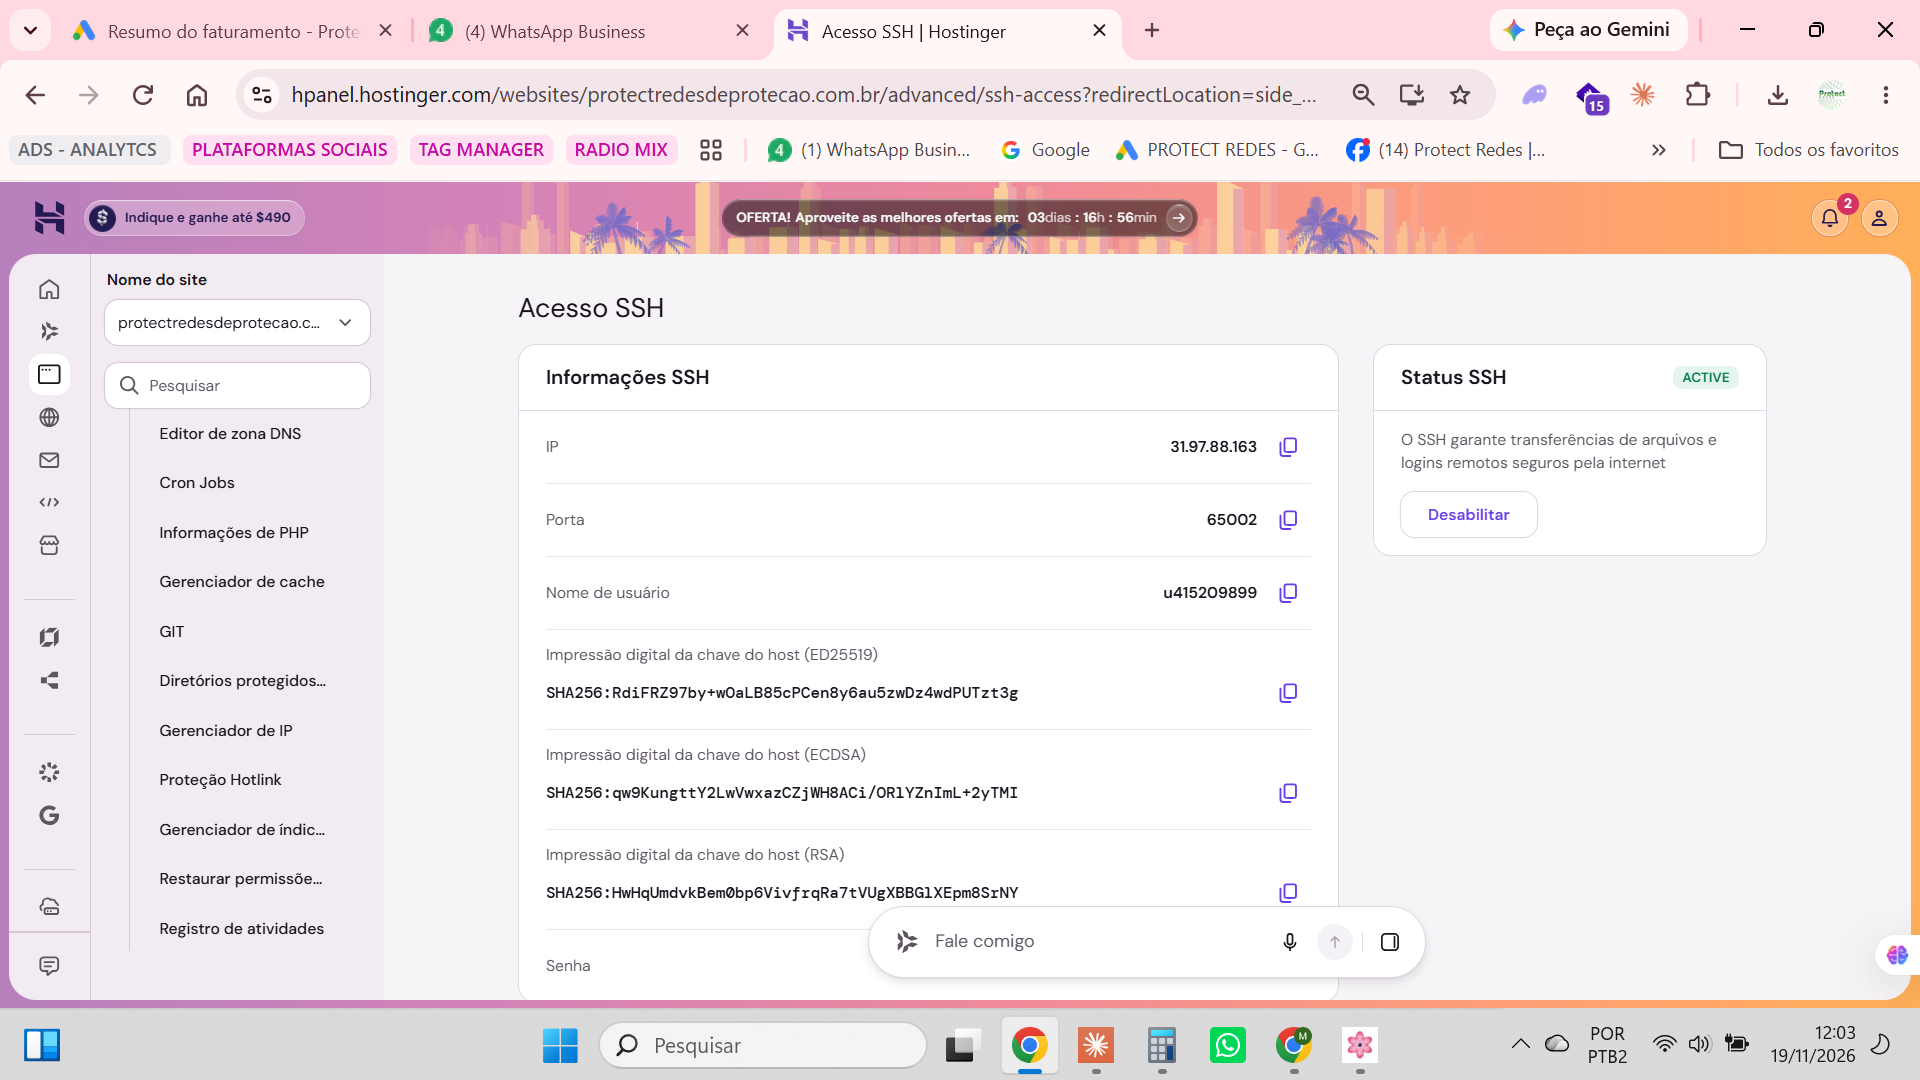 Resumo do faturamento - Prote
4
(4) WhatsApp Business
Acesso SSH | Hostinger
Peça ao Gemini
hpanel.hostinger.com/websites/protectredesdeprotecao.com.br/advanced/ssh-access?redirectLocation=side_...
15
Protect
ADS - ANALYTCS
PLATAFORMAS SOCIAIS
TAG MANAGER
RADIO MIX
4
(1) WhatsApp Busin...
Google
PROTECT REDES - G...
(14) Protect Redes |...
Todos os favoritos
Indique e ganhe até $490
OFERTA! Aproveite as melhores ofertas em: 03dias : 16h : 56min
2
Nome do site
protectredesdeprotecao.c...
Pesquisar
Editor de zona DNS
Cron Jobs
Informações de PHP
Gerenciador de cache
GIT
Diretórios protegidos...
Gerenciador de IP
Proteção Hotlink
Gerenciador de índic...
Restaurar permissõe...
Registro de atividades
Acesso SSH
Informações SSH
IP
31.97.88.163
Porta
65002
Nome de usuário
u415209899
Impressão digital da chave do host (ED25519)
SHA256:RdiFRZ97by+wOaLB85cPCen8y6au5zwDz4wdPUTzt3g
Impressão digital da chave do host (ECDSA)
SHA256:qw9KungttY2LwVwxazCZjWH8ACi/ORlYZnImL+2yTMI
Impressão digital da chave do host (RSA)
SHA256:HwHqUmdvkBem0bp6VivfrqRa7tVUgXBBGlXEpm8SrNY
Senha
Status SSH
ACTIVE
O SSH garante transferências de arquivos e
logins remotos seguros pela internet
Desabilitar
Fale comigo
Pesquisar
M
POR
PTB2
12:03
19/11/2026